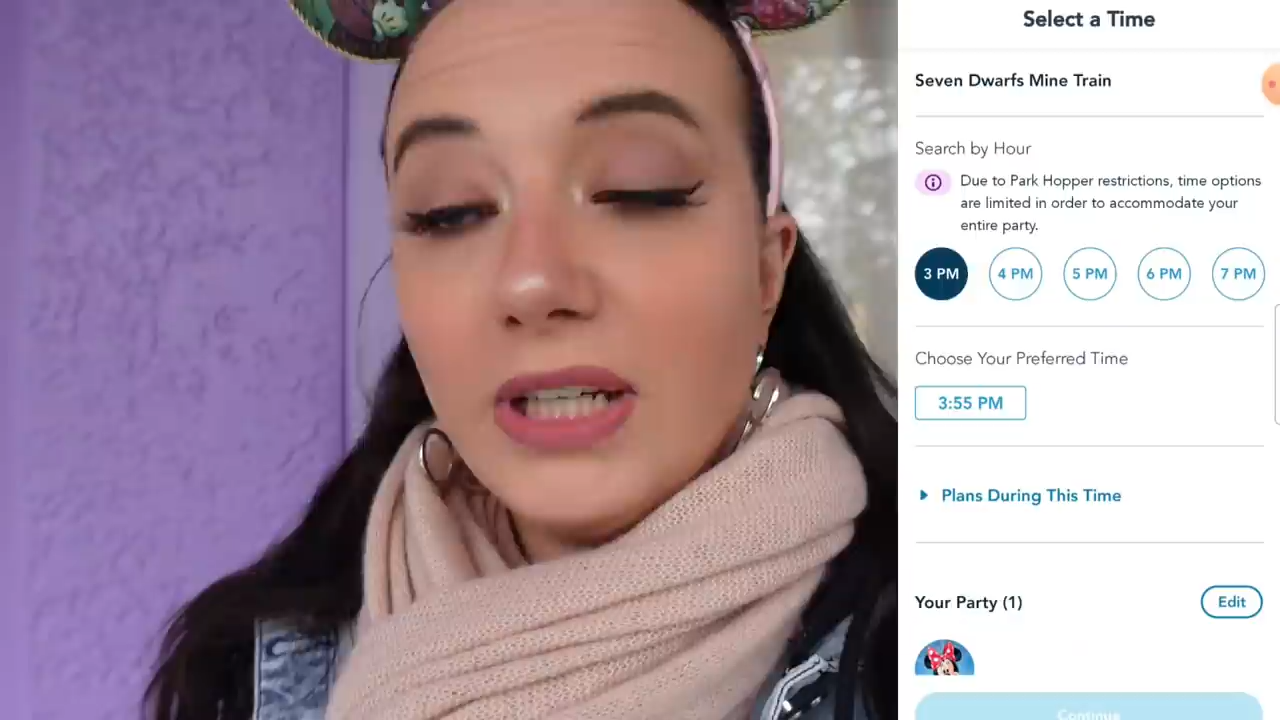 Select a Time
Seven Dwarfs Mine Train
Search by Hour
Due to Park Hopper restrictions, time options
are limited in order to accommodate your
entire party.
3 PM 4 PM 5 PM 6 PM 7 PM
Choose Your Preferred Time
3:55 PM
Plans During This Time
Your Party (1) Edit
Continue